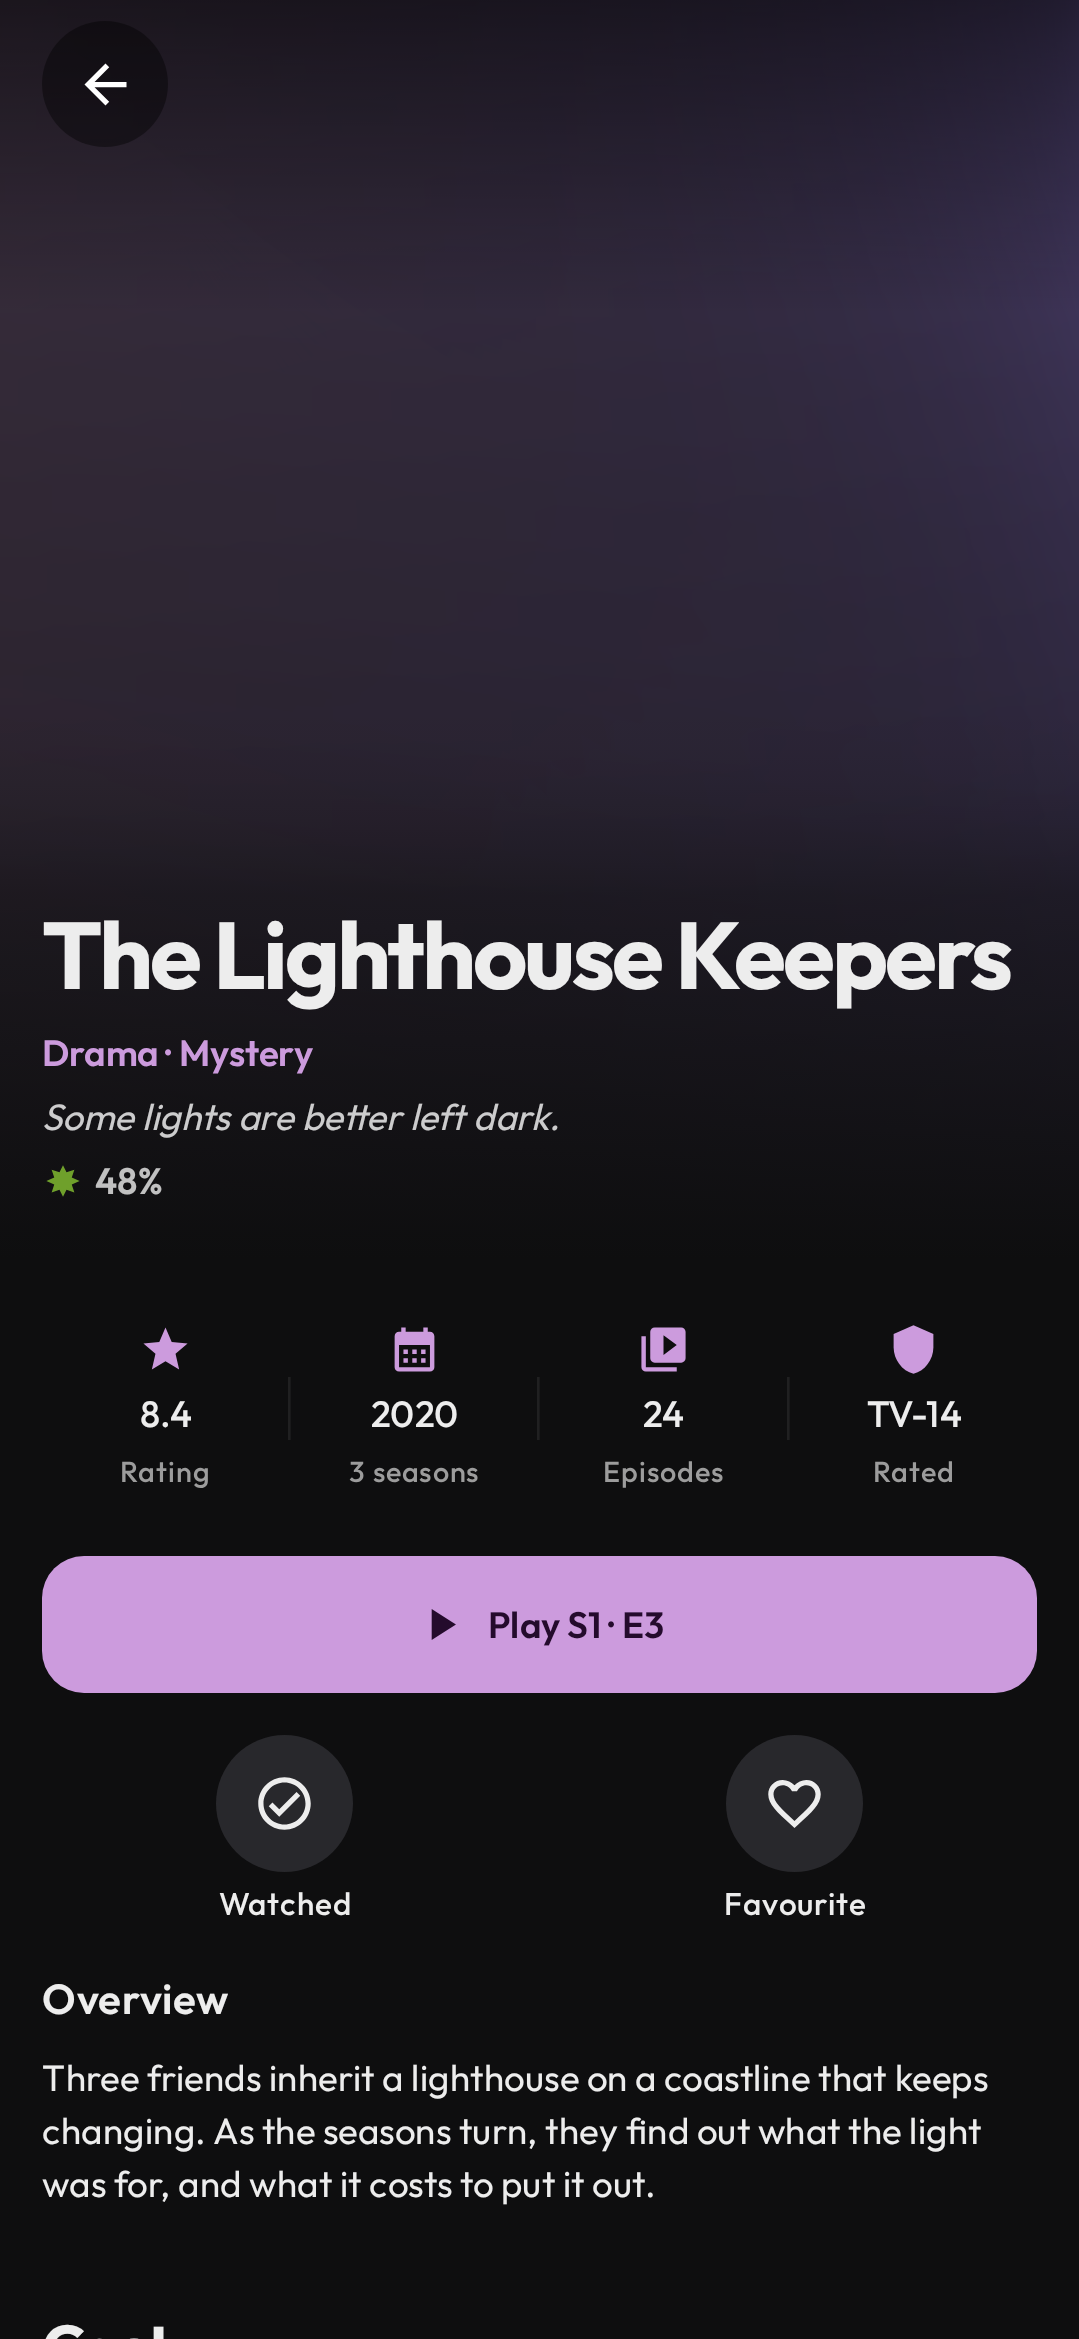 The Lighthouse Keepers
Drama · Mystery
Some lights are better left dark.
48%
8.4
2020
24
TV-14
Rating
3 seasons
Episodes
Rated
Play S1 · E3
Watched
Favourite
Overview
Three friends inherit a lighthouse on a coastline that keeps
changing. As the seasons turn, they find out what the light
was for, and what it costs to put it out.